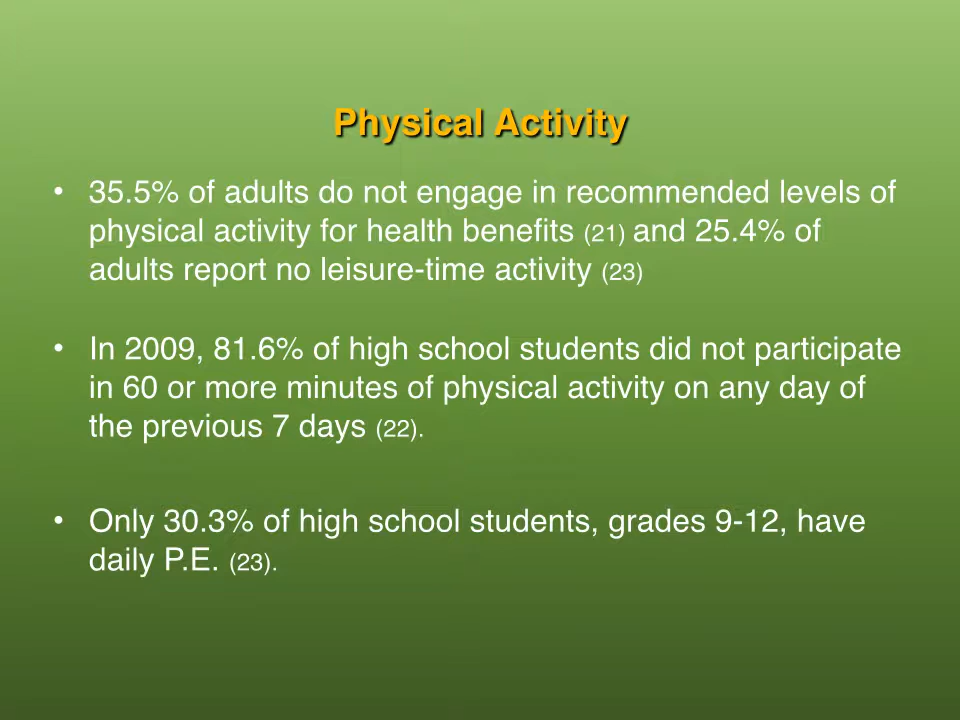 Physical Activity
• 35.5% of adults do not engage in recommended levels of
physical activity for health benefits (21) and 25.4% of
adults report no leisure-time activity (23)
• In 2009, 81.6% of high school students did not participate
in 60 or more minutes of physical activity on any day of
the previous 7 days (22).
• Only 30.3% of high school students, grades 9-12, have
daily P.E. (23).